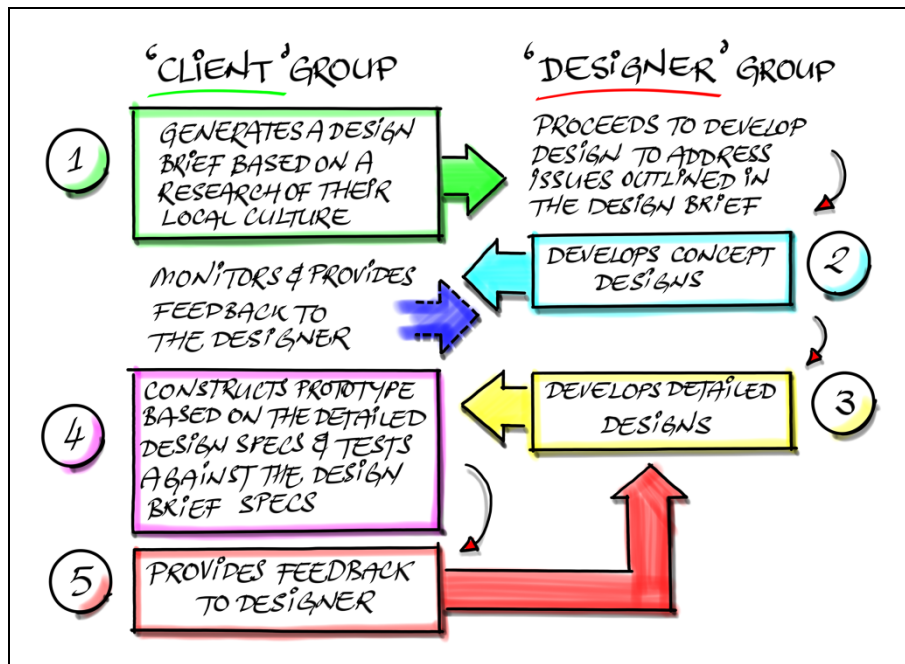 'CLIENT' GROUP
'DESIGNER' GROUP
1
GENERATES A DESIGN
BRIEF BASED ON A
RESEARCH OF THEIR
LOCAL CULTURE
PROCEEDS TO DEVELOP
DESIGN TO ADDRESS
ISSUES OUTLINED IN
THE DESIGN BRIEF
DEVELOPS CONCEPT
DESIGNS
2
MONITORS & PROVIDES
FEEDBACK TO
THE DESIGNER
DEVELOPS DETAILED
DESIGNS
3
4
CONSTRUCTS PROTOTYPE
BASED ON THE DETAILED
DESIGN SPECS & TESTS
AGAINST THE DESIGN
BRIEF SPECS
5
PROVIDES FEEDBACK
TO DESIGNER